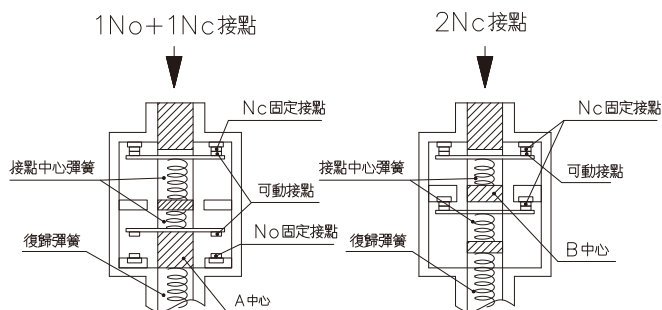 1No+1Nc接點
2Nc接點
Nc固定接點
接點中心彈簧
可動接點
No固定接點
復歸彈簧
A中心
Nc固定接點
接點中心彈簧
可動接點
B中心
復歸彈簧